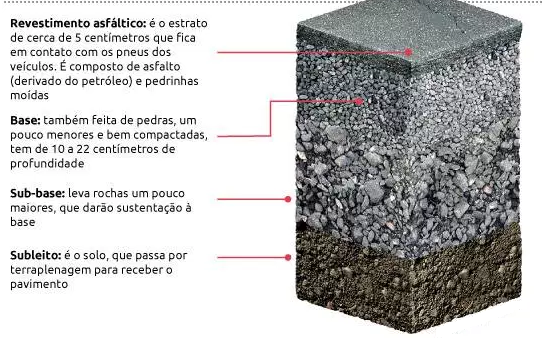 Revestimento asfáltico: é o estrato
de cerca de 5 centímetros que fica
em contato com os pneus dos
veículos. É composto de asfalto
(derivado do petróleo) e pedrinhas
moídas
Base: também feita de pedras, um
pouco menores e bem compactadas,
tem de 10 a 22 centímetros de
profundidade
Sub-base: leva rochas um pouco
maiores, que darão sustentação à
base
Subleito: é o solo, que passa por
terraplenagem para receber o
pavimento